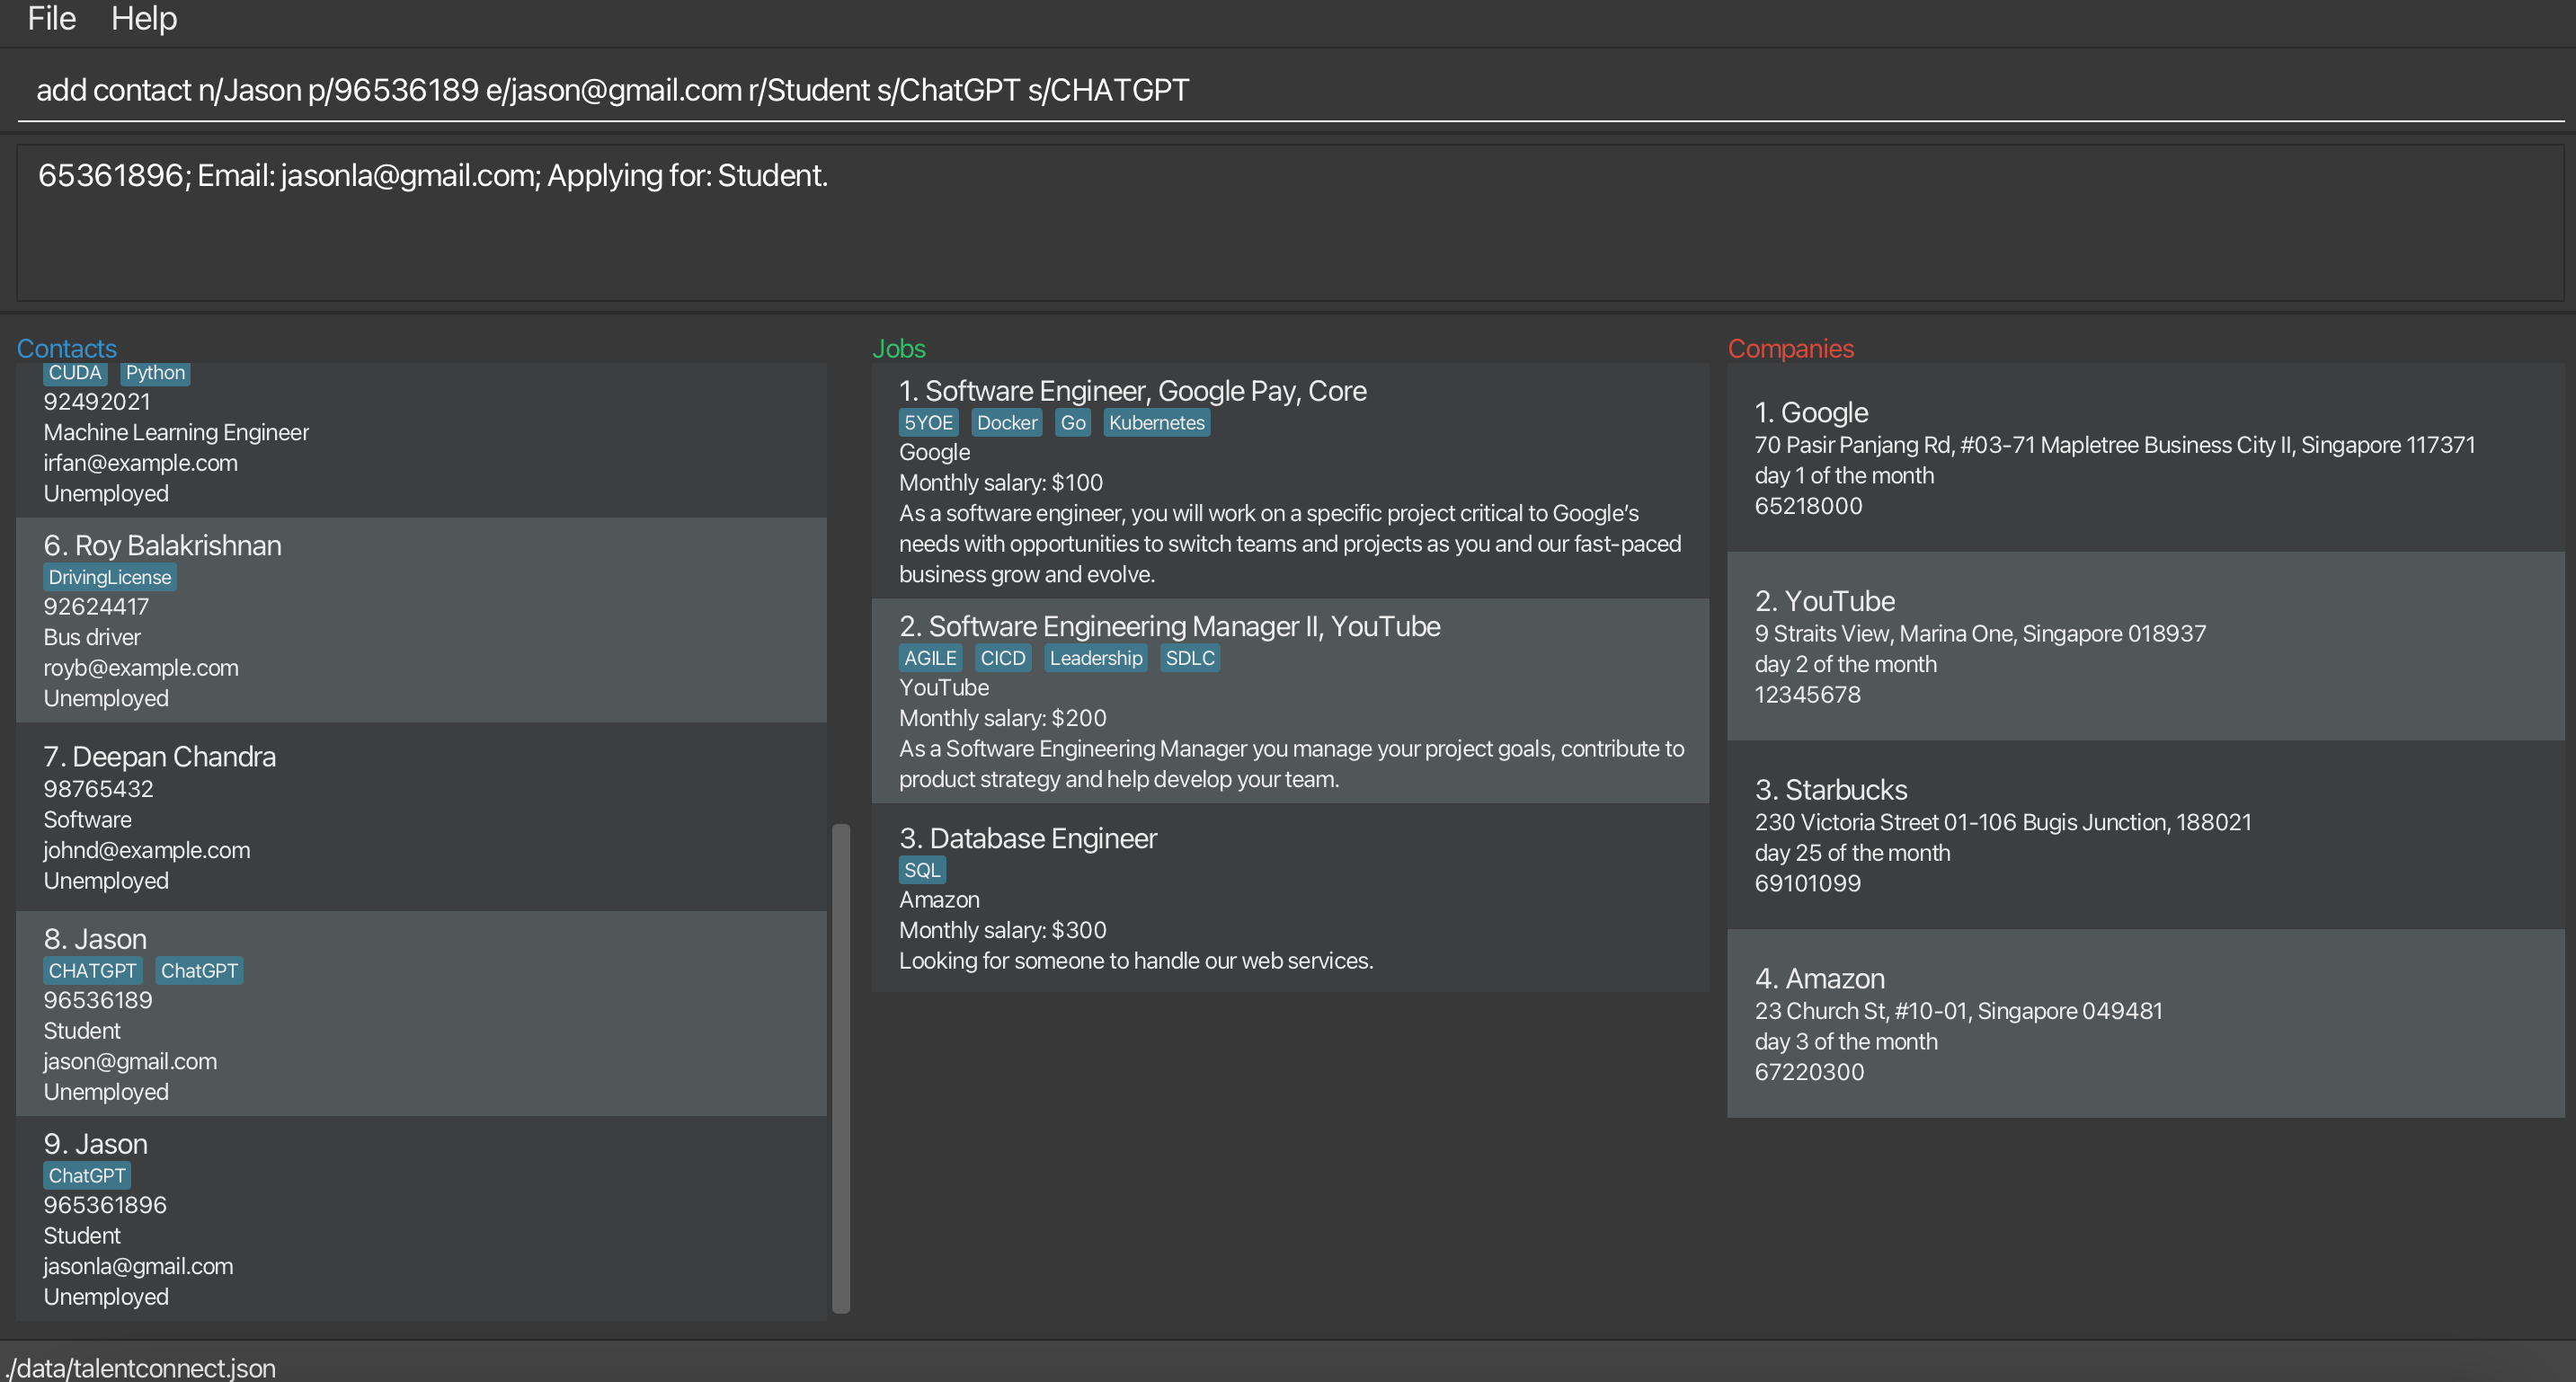 File Help
add contact n/Jason p/96536189 e/jason@gmail.com r/Student s/ChatGPT s/CHATGPT
65361896; Email: jasonla@gmail.com; Applying for: Student.
Contacts
CUDA Python
92492021
Machine Learning Engineer
irfan@example.com
Unemployed
6. Roy Balakrishnan
DrivingLicense
92624417
Bus driver
royb@example.com
Unemployed
7. Deepan Chandra
98765432
Software
johnd@example.com
Unemployed
8. Jason
CHATGPT ChatGPT
96536189
Student
jason@gmail.com
Unemployed
9. Jason
ChatGPT
965361896
Student
jasonla@gmail.com
Unemployed
Jobs
1. Software Engineer, Google Pay, Core
5YOE Docker Go Kubernetes
Google
Monthly salary: $100
As a software engineer, you will work on a specific project critical to Google’s
needs with opportunities to switch teams and projects as you and our fast-paced
business grow and evolve.
2. Software Engineering Manager II, YouTube
AGILE CICD Leadership SDLC
YouTube
Monthly salary: $200
As a Software Engineering Manager you manage your project goals, contribute to
product strategy and help develop your team.
3. Database Engineer
SQL
Amazon
Monthly salary: $300
Looking for someone to handle our web services.
Companies
1. Google
70 Pasir Panjang Rd, #03-71 Mapletree Business City II, Singapore 117371
day 1 of the month
65218000
2. YouTube
9 Straits View, Marina One, Singapore 018937
day 2 of the month
12345678
3. Starbucks
230 Victoria Street 01-106 Bugis Junction, 188021
day 25 of the month
69101099
4. Amazon
23 Church St, #10-01, Singapore 049481
day 3 of the month
67220300
./data/talentconnect.json